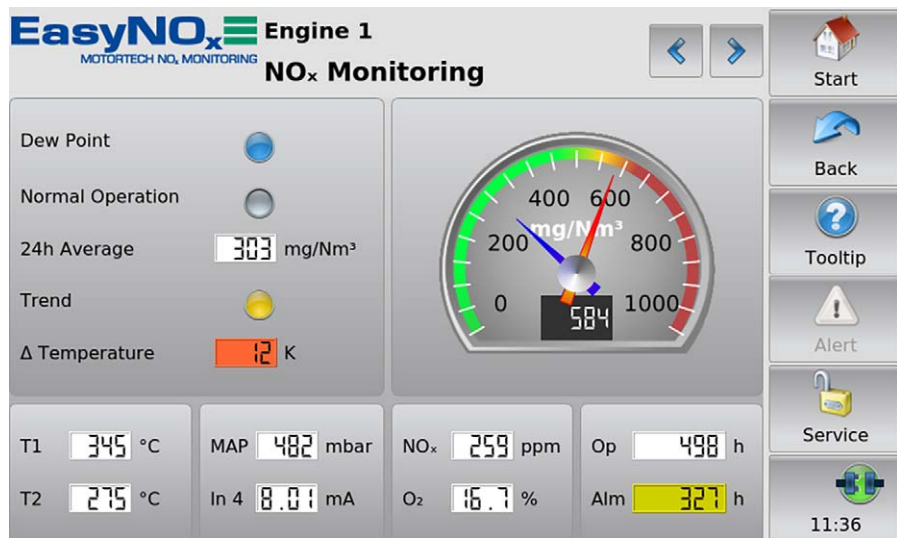 EasyNOₓ
MOTORTECH NOₓ MONITORING
Engine 1
NOₓ Monitoring
Dew Point
Normal Operation
24h Average 303 mg/Nm³
Trend
Δ Temperature 12 K
400 600
mg/Nm³
200 800
0 1000
584
T1 345 °C
T2 275 °C
MAP 482 mbar
In 4 8.01 mA
NOₓ 259 ppm
O₂ 16.7 %
Op 498 h
Alm 327 h
Start
Back
Tooltip
Alert
Service
11:36